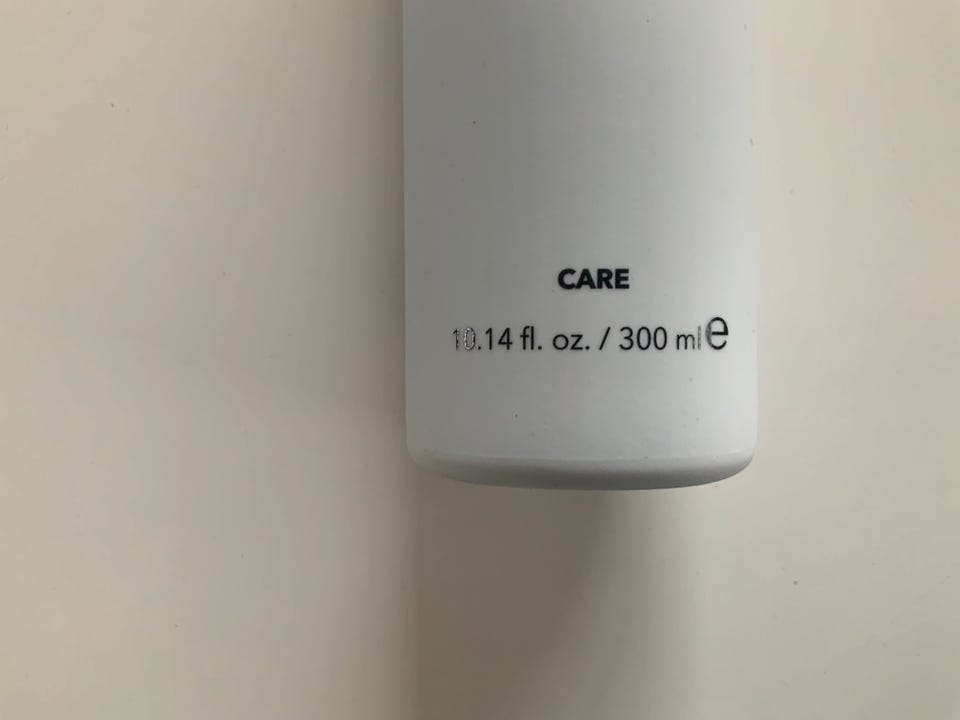 CARE
10.14 fl. oz. / 300 ml ℮